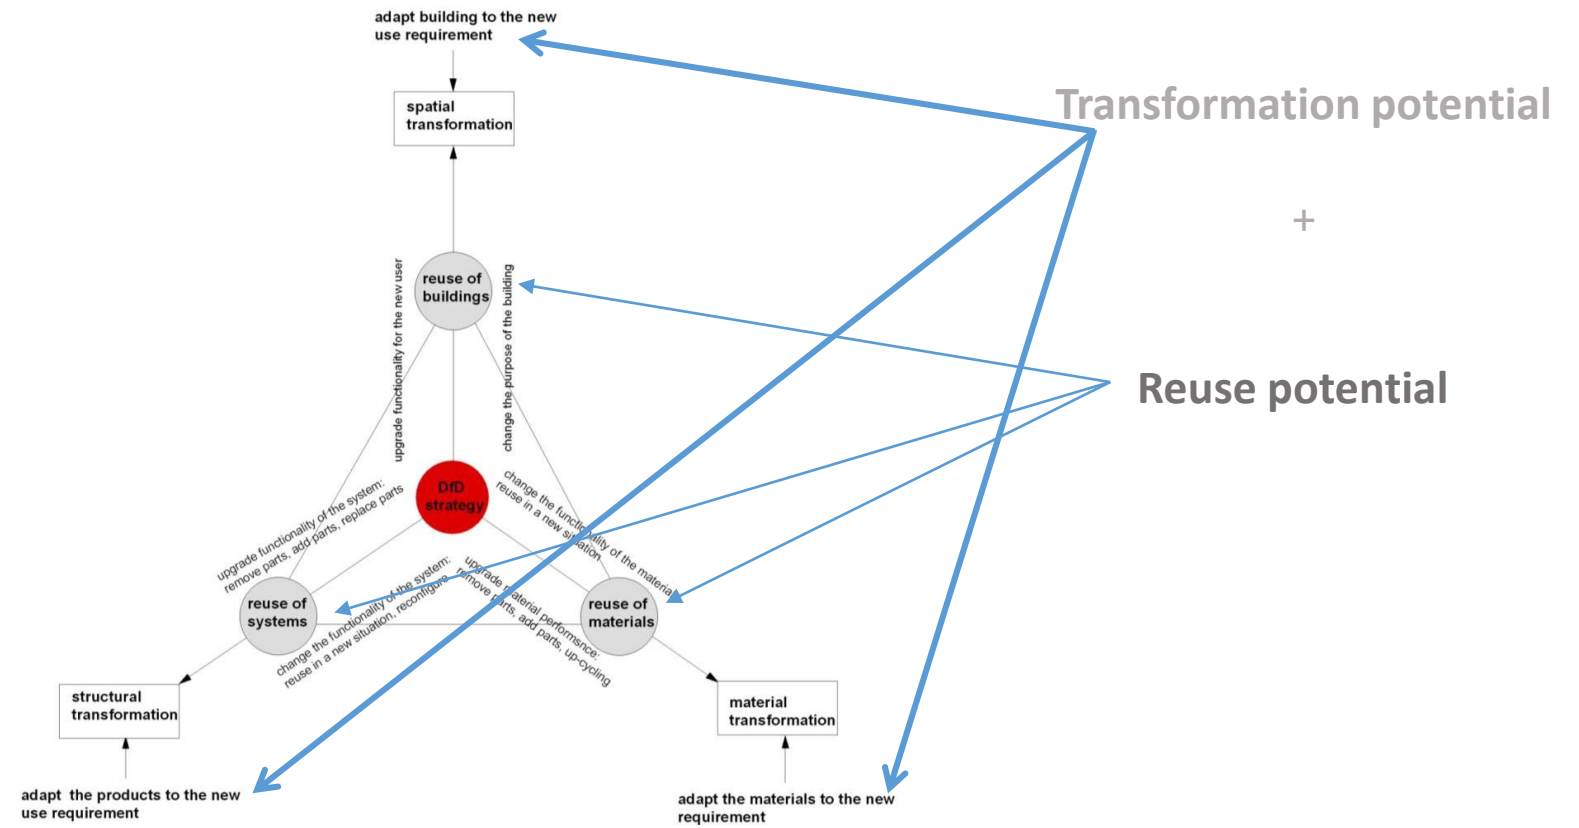 adapt building to the new
use requirement
spatial
transformation
Transformation potential
+
Reuse potential
reuse of
buildings
upgrade functionality for the new user
change the purpose of the building
DfD
strategy
upgrade functionality of the system:
remove parts, add parts, replace parts
change the functionality of the material
reuse in a new situation
change the functionality of the system:
reuse in a new situation, reconfigure
upgrade material performsnce:
remove parts, add parts, up-cycling
reuse of
systems
reuse of
materials
structural
transformation
material
transformation
adapt the products to the new
use requirement
adapt the materials to the new
requirement